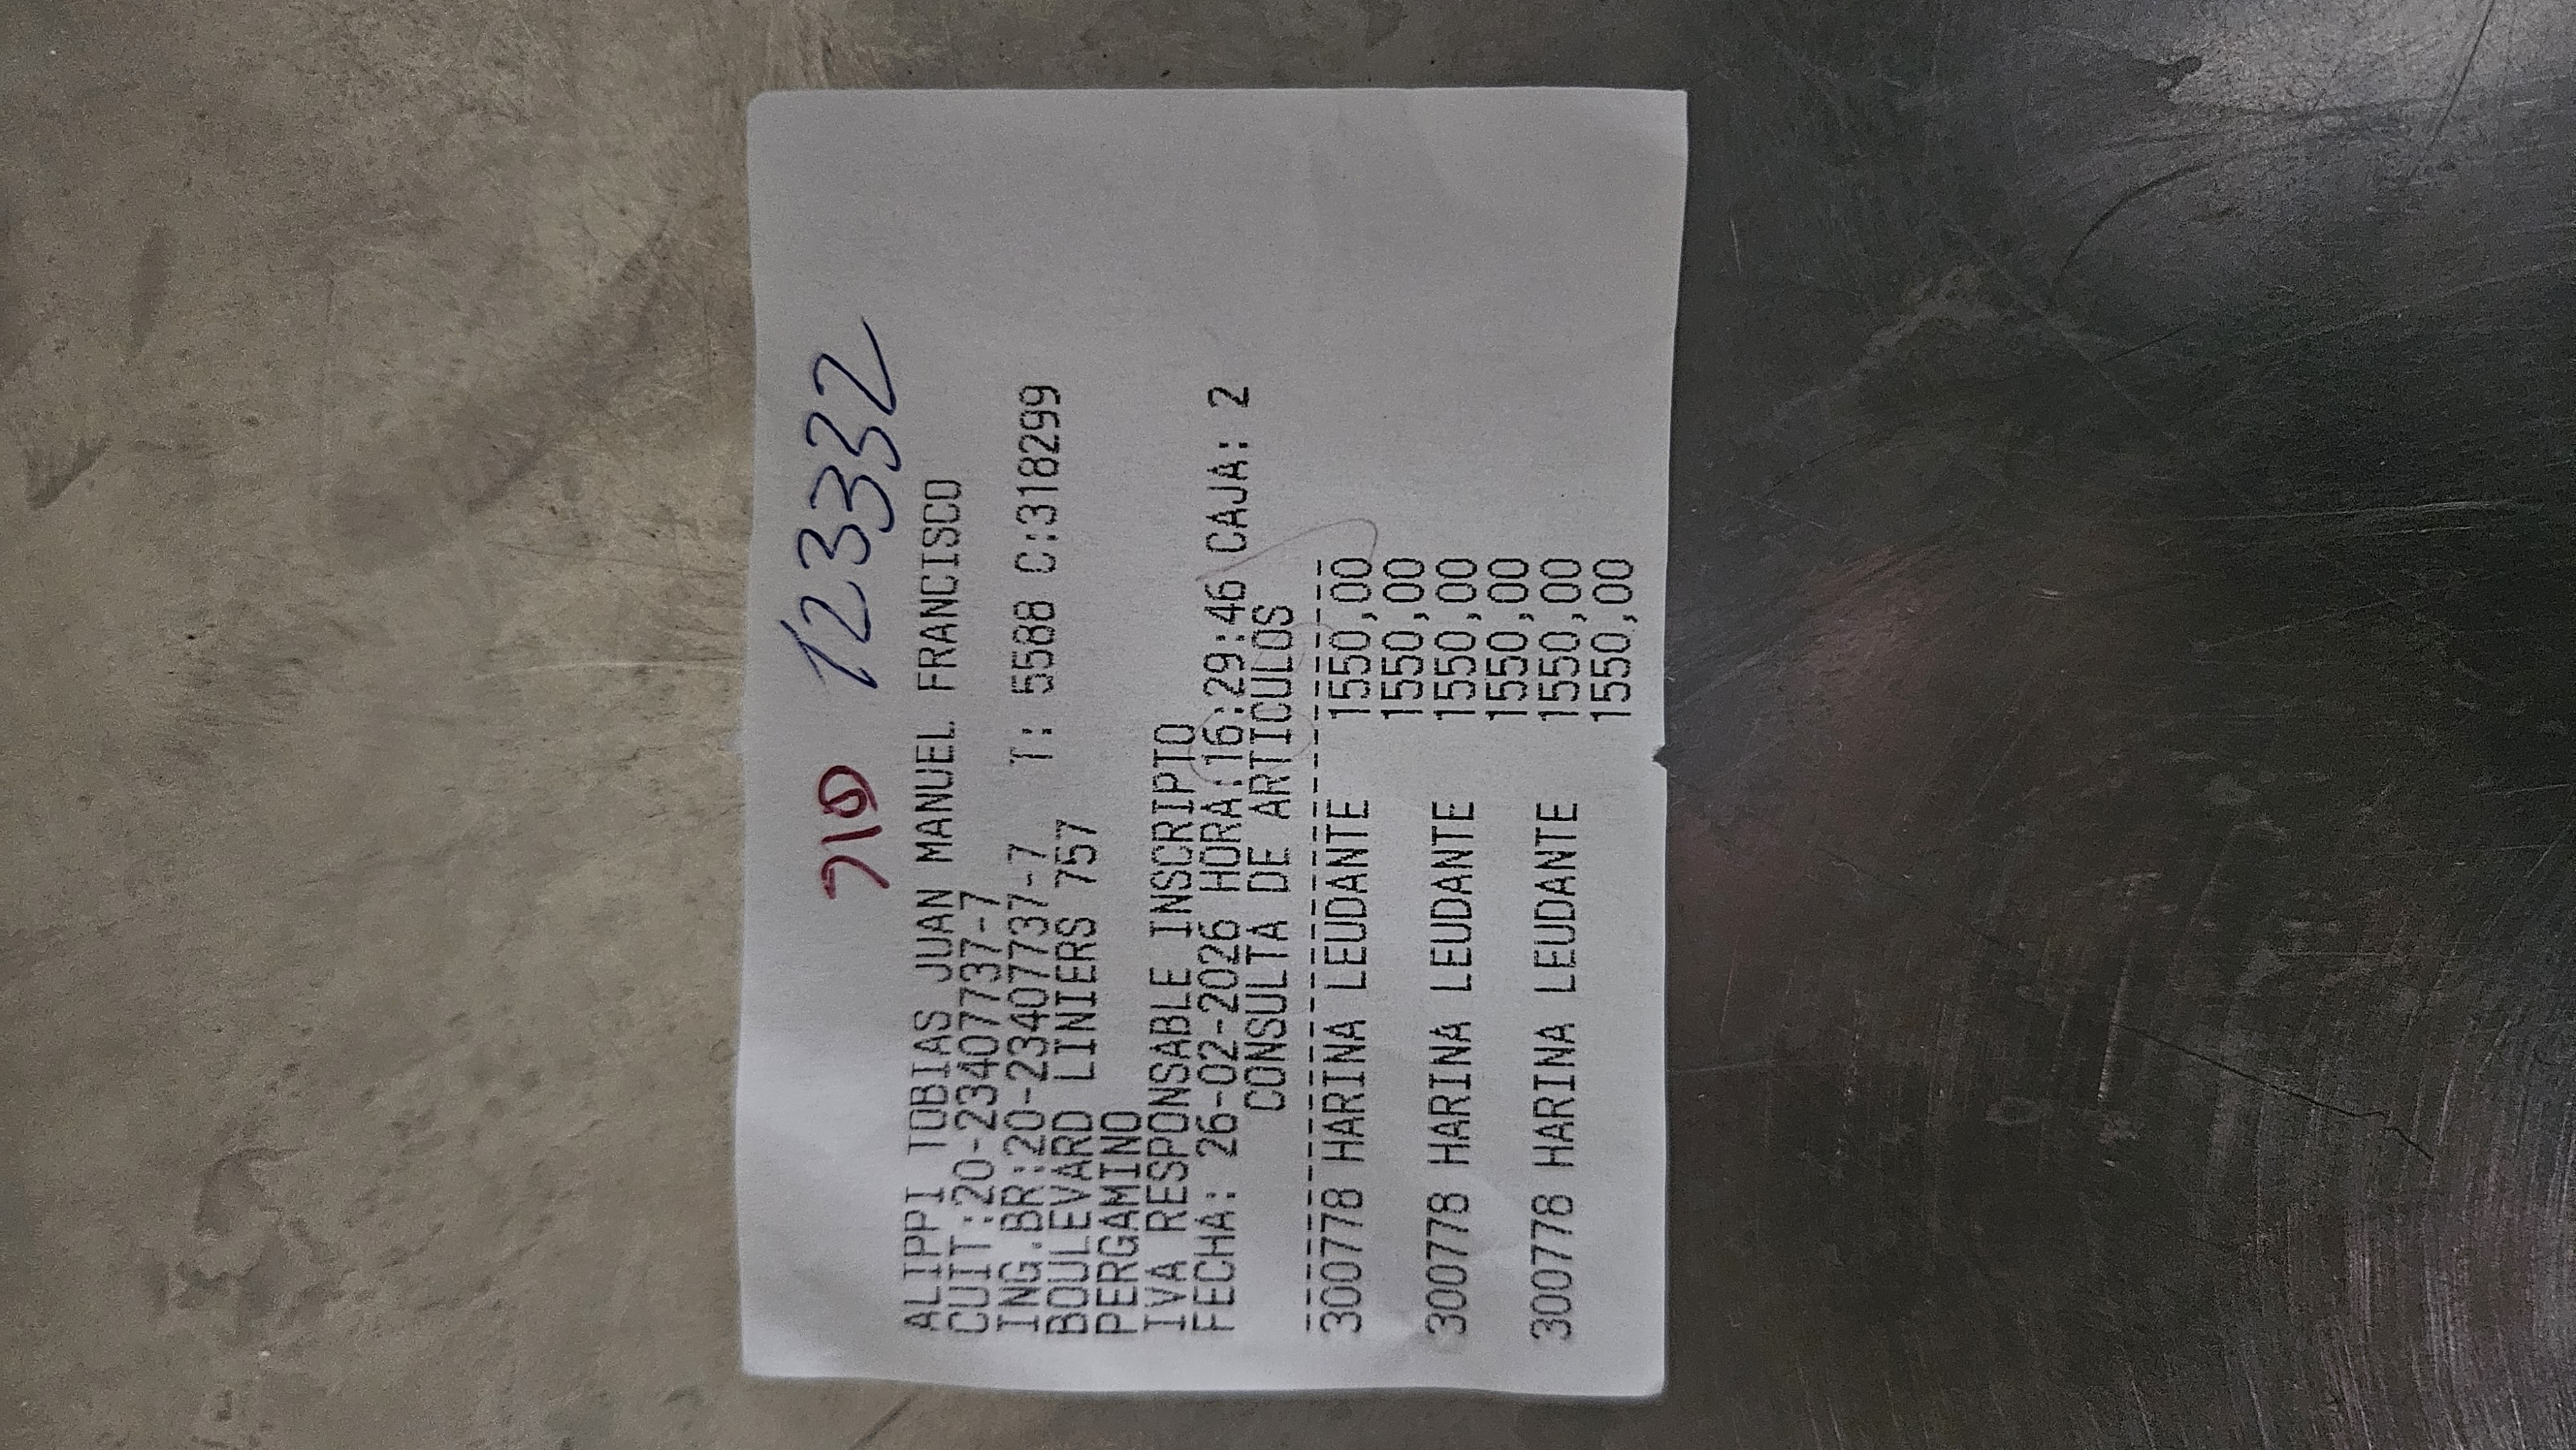 710 123332
ALIPPI TOBIAS JUAN MANUEL FRANCISCO
CUIT:20-23407737-7
ING.BR:20-23407737-7 T: 5588 C:318299
BOULEVARD LINIERS 757
PERGAMINO
IVA RESPONSABLE INSCRIPTO
FECHA: 26-02-2026 HORA:16:29:46 CAJA: 2
CONSULTA DE ARTICULOS
300778 HARINA LEUDANTE 1550,00
1550,00
300778 HARINA LEUDANTE 1550,00
1550,00
300778 HARINA LEUDANTE 1550,00
1550,00